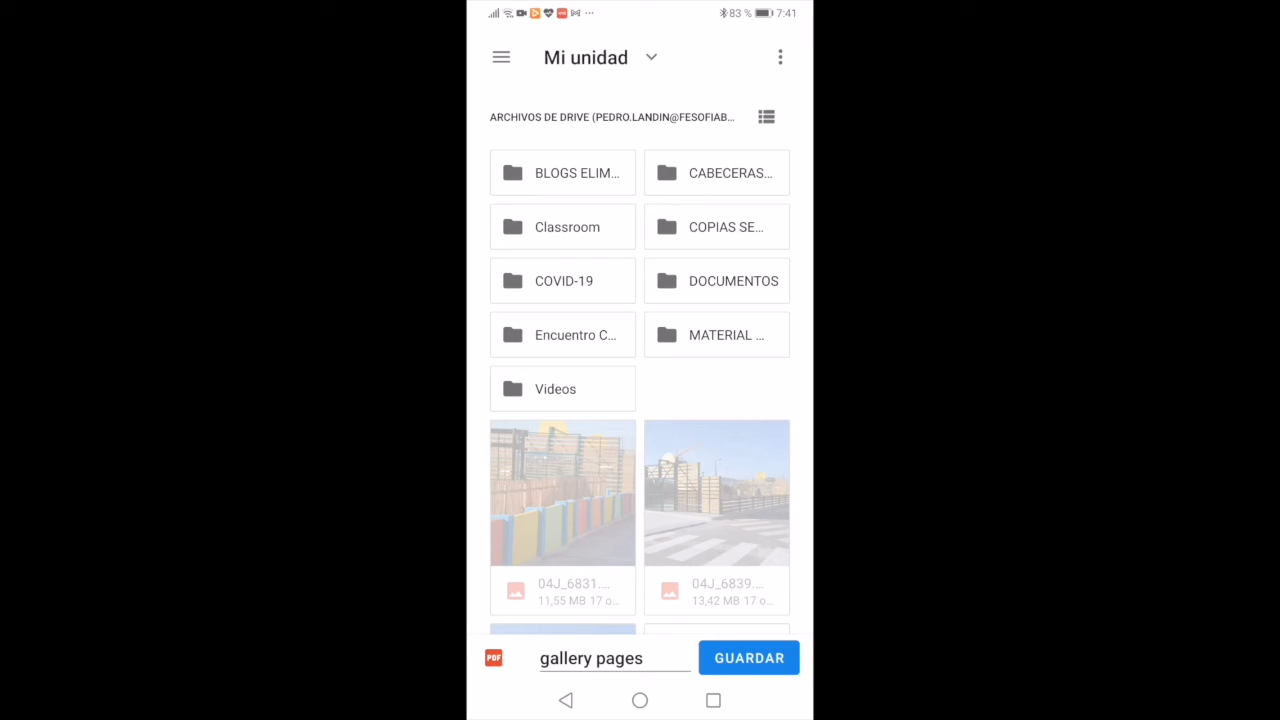 83 % 7:41
Mi unidad
ARCHIVOS DE DRIVE (PEDRO.LANDIN@FESOFIAB...
BLOGS ELIM... CABECERAS...
Classroom COPIAS SE...
COVID-19 DOCUMENTOS
Encuentro C... MATERIAL ...
Videos
04J_6831.... 04J_6839....
11,55 MB 17 o... 13,42 MB 17 o...
PDF gallery pages GUARDAR